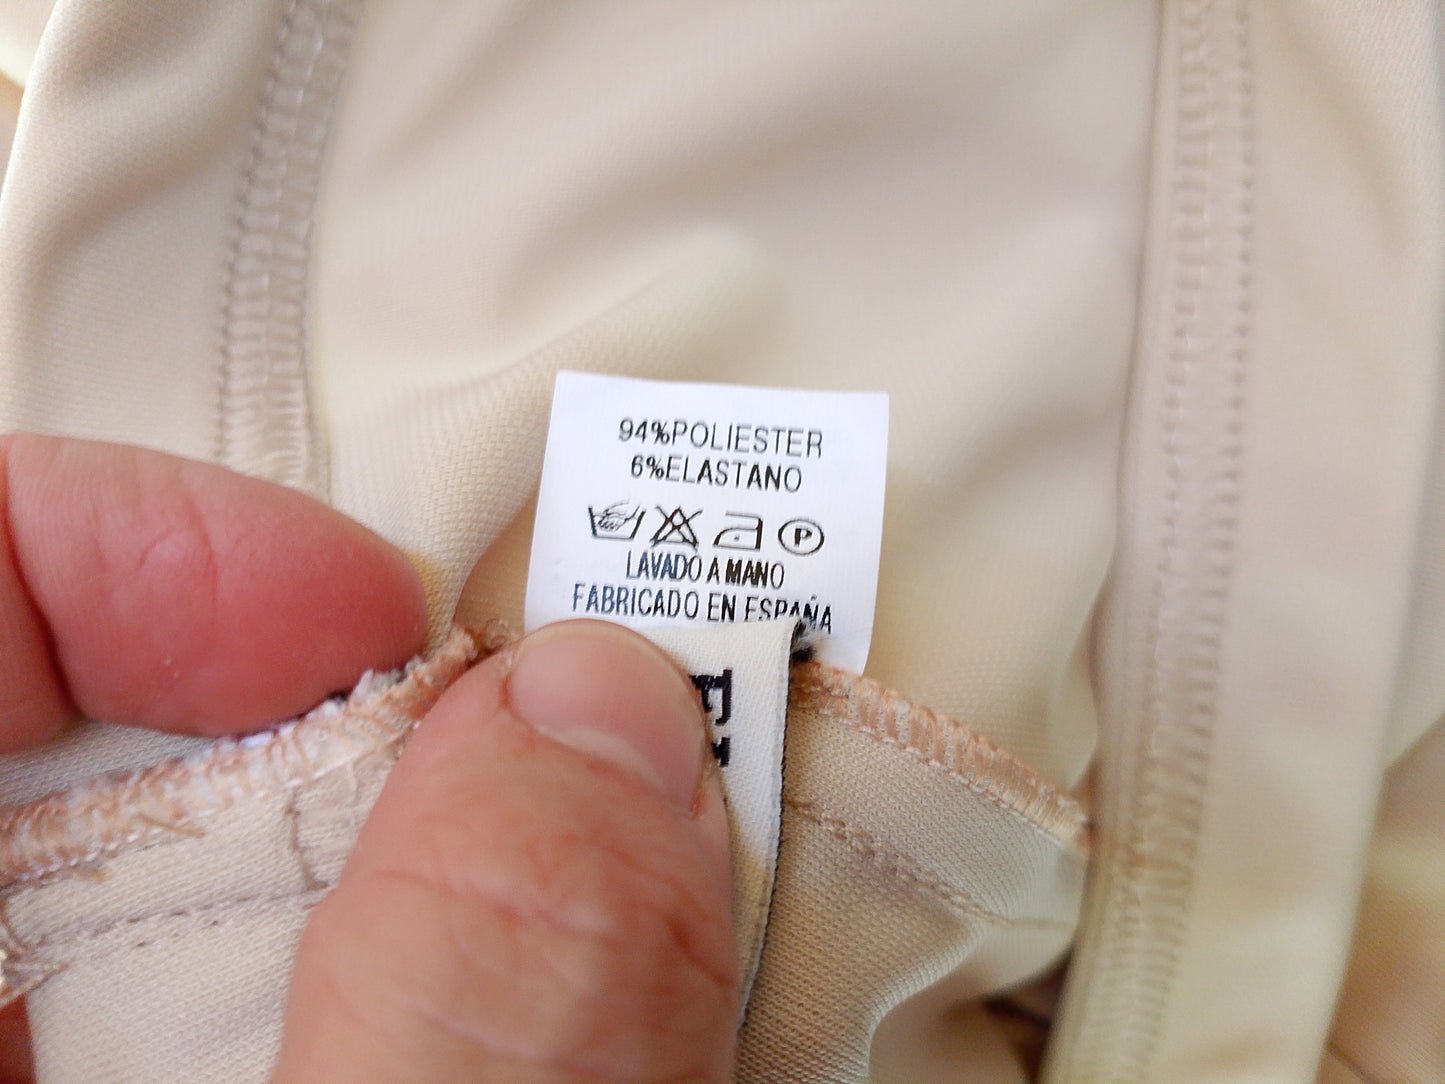 94%POLIESTER
6%ELASTANO
P
LAVADO A MANO
FABRICADO EN ESPAÑA